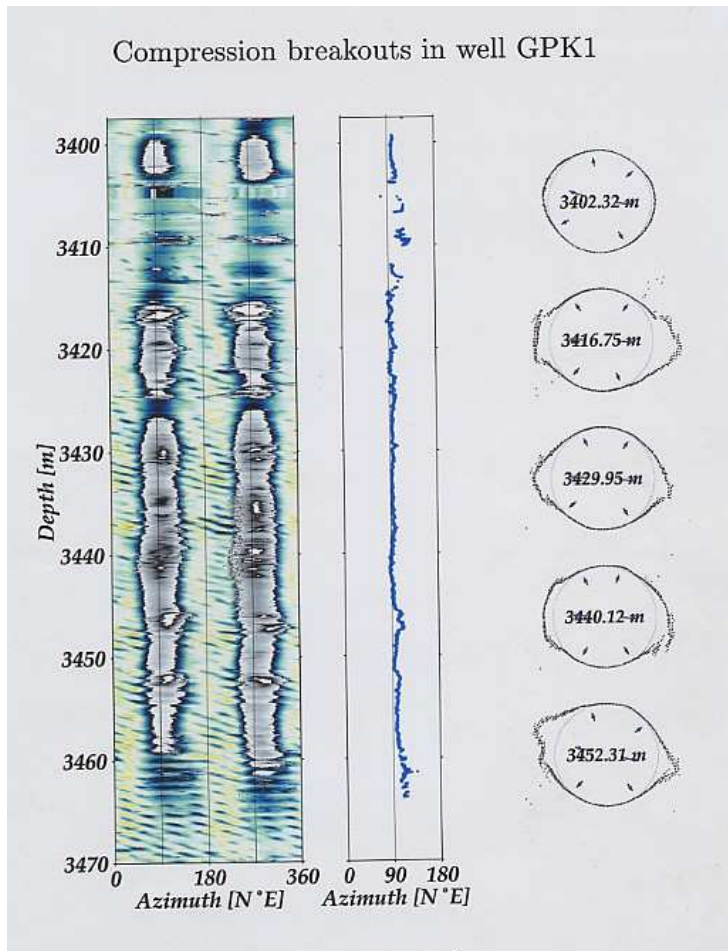 Compression breakouts in well GPK1
3400
3410
3420
3430
3440
3450
3460
3470
Depth [m]
0 180 360
Azimuth [N°E]
0 90 180
Azimuth [N°E]
3402.32 m
3416.75 m
3429.95 m
3440.12 m
3452.31 m